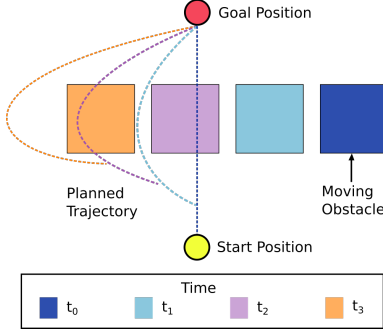 Goal Position
Planned
Trajectory
Moving
Obstacle
Start Position
Time
t0
t1
t2
t3